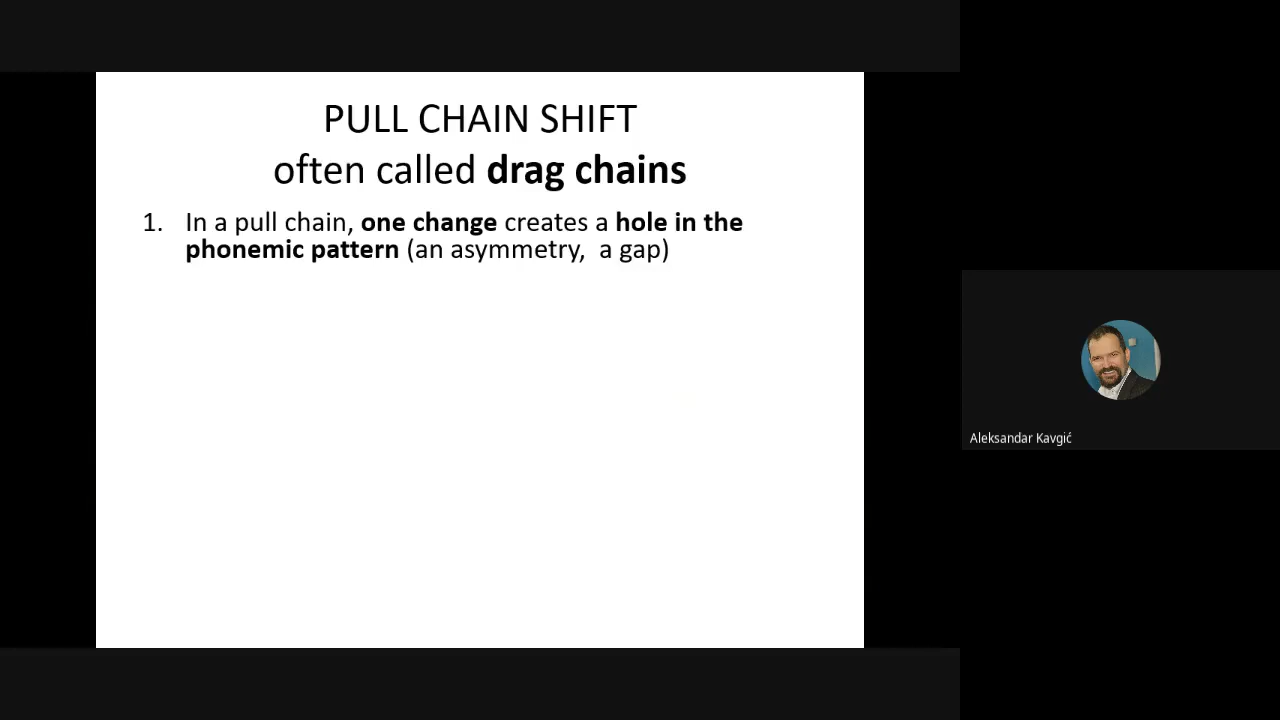 PULL CHAIN SHIFT
often called drag chains
1. In a pull chain, one change creates a hole in the
phonemic pattern (an asymmetry,  a gap)
Aleksandar Kavgić